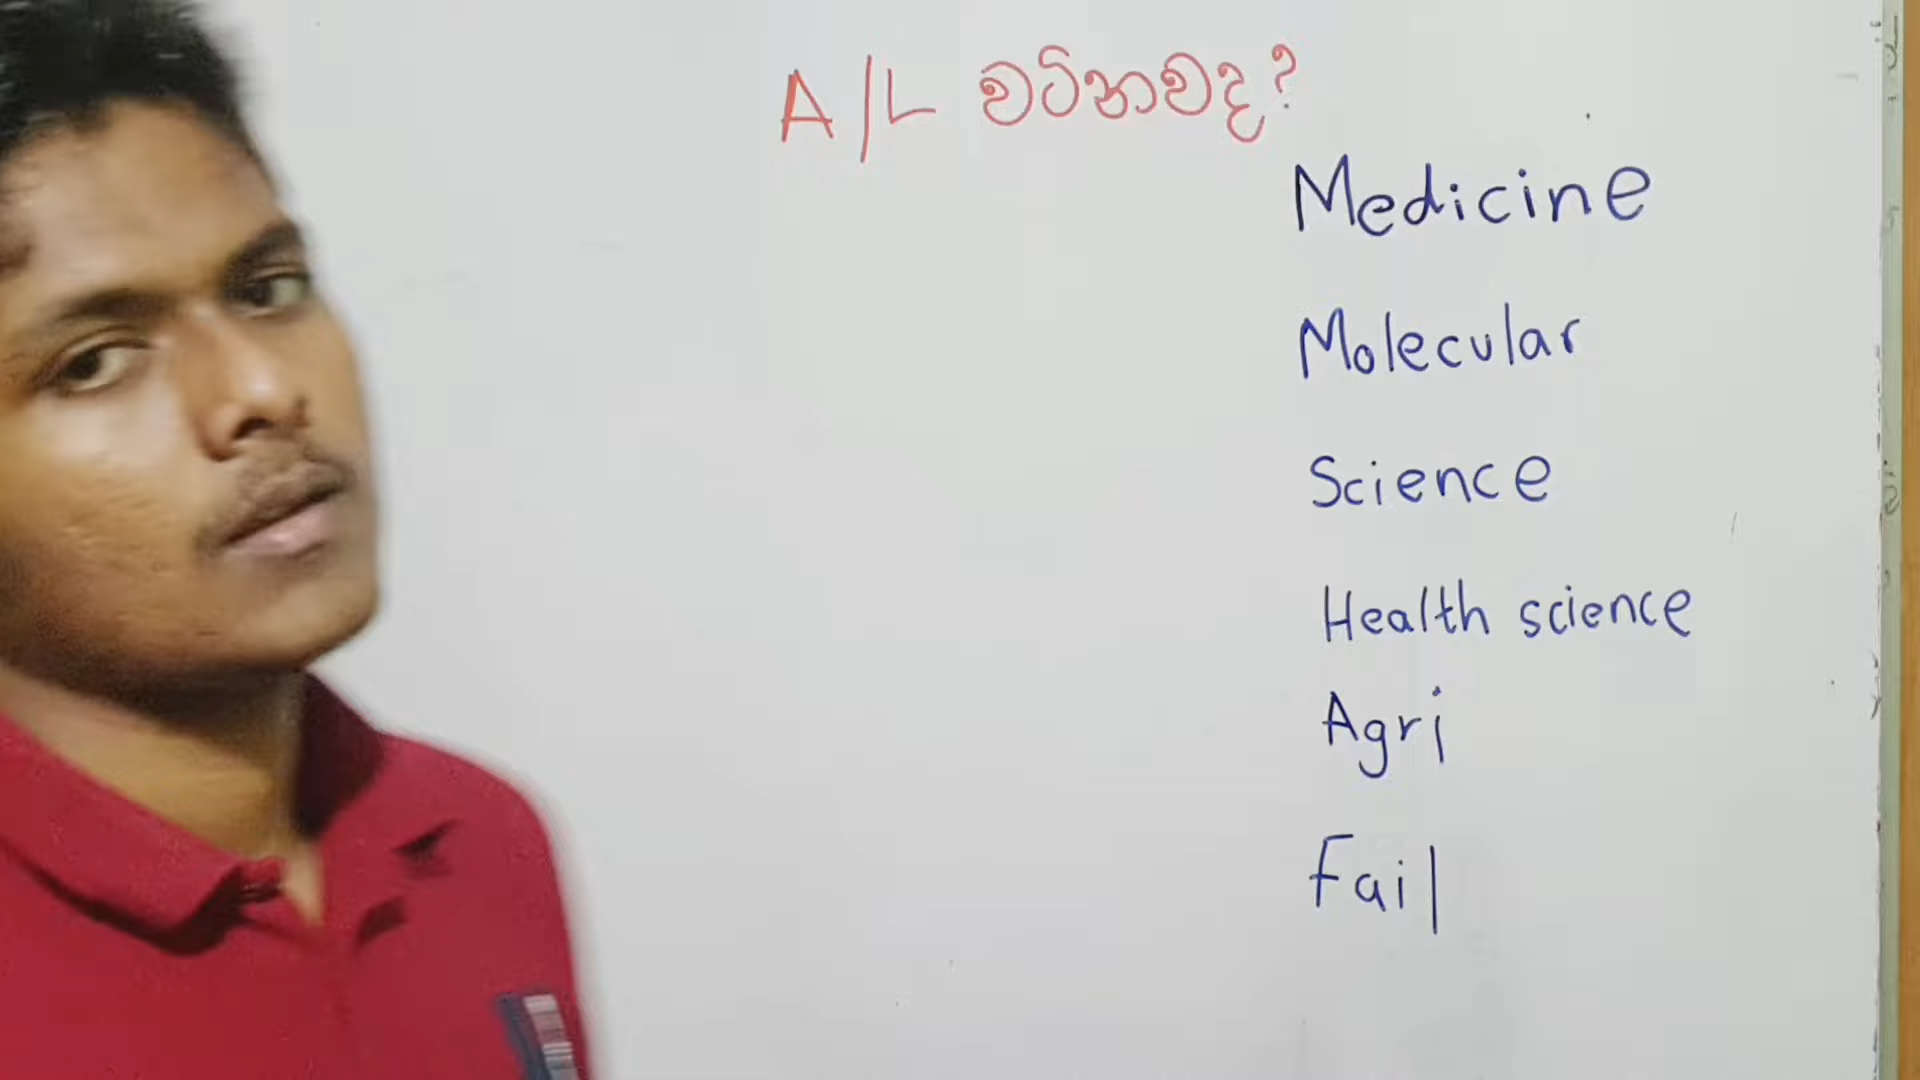 A/L වටිනවද?
Medicine
Molecular
Science
Health science
Agri
Fail